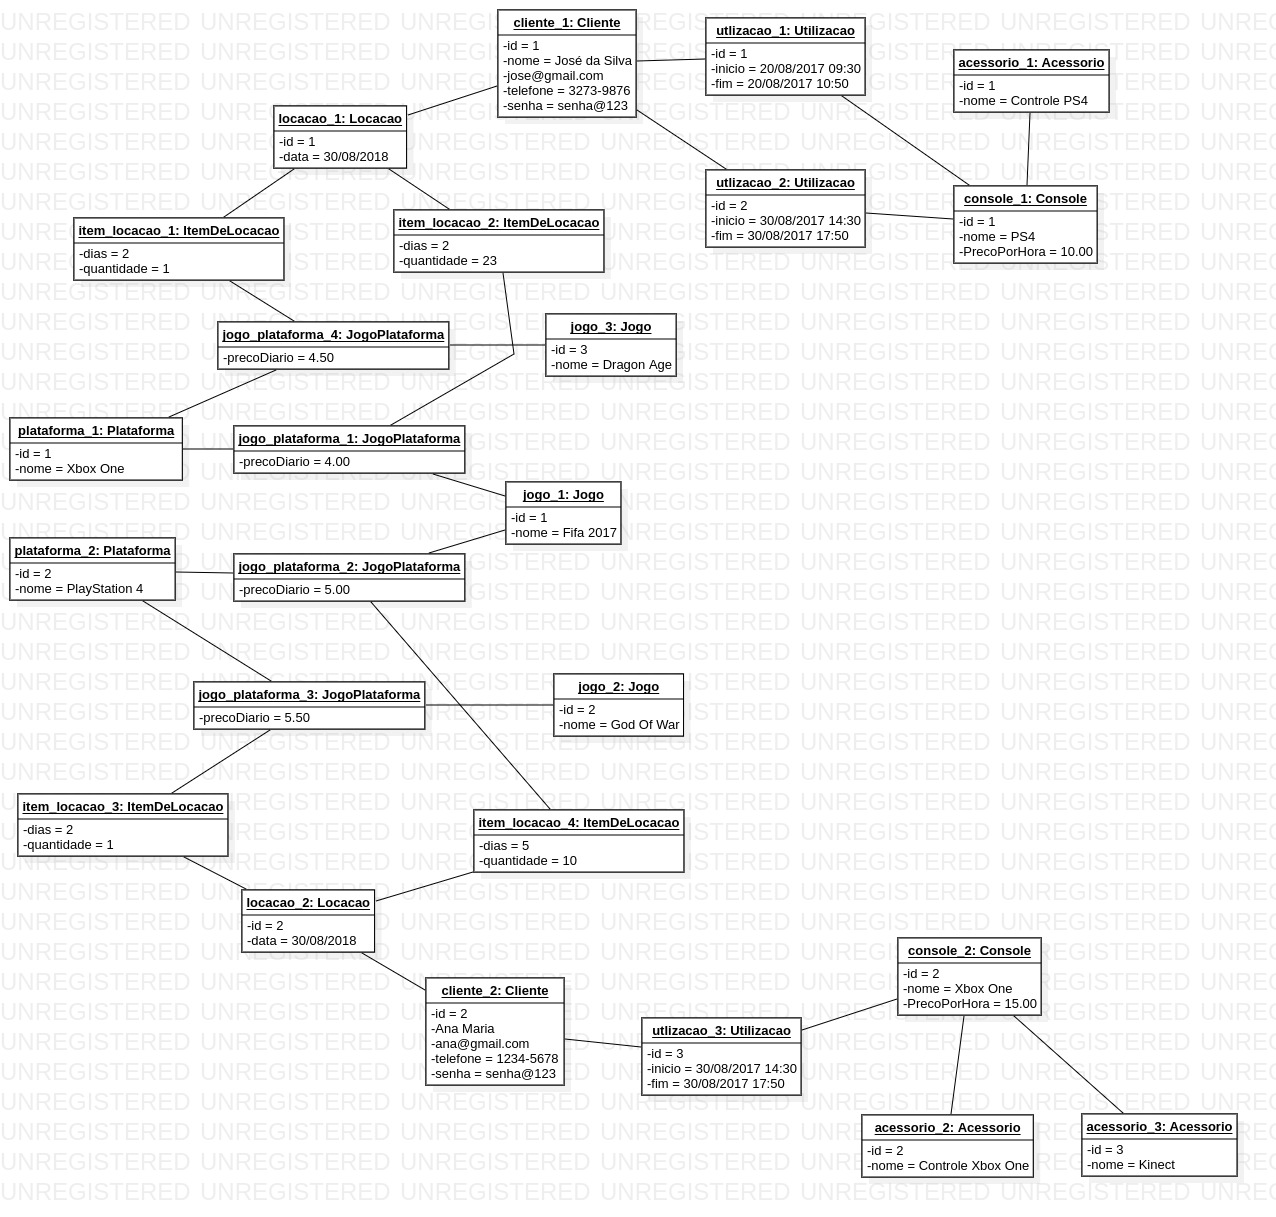 cliente_1: Cliente
-id = 1
-nome = José da Silva
-jose@gmail.com
-telefone = 3273-9876
-senha = senha@123
utlizacao_1: Utilizacao
-id = 1
-inicio = 20/08/2017 09:30
-fim = 20/08/2017 10:50
acessorio_1: Acessorio
-id = 1
-nome = Controle PS4
locacao_1: Locacao
-id = 1
-data = 30/08/2018
utlizacao_2: Utilizacao
-id = 2
-inicio = 30/08/2017 14:30
-fim = 30/08/2017 17:50
console_1: Console
-id = 1
-nome = PS4
-PrecoPorHora = 10.00
item_locacao_1: ItemDeLocacao
-dias = 2
-quantidade = 1
item_locacao_2: ItemDeLocacao
-dias = 2
-quantidade = 23
jogo_plataforma_4: JogoPlataforma
-precoDiario = 4.50
jogo_3: Jogo
-id = 3
-nome = Dragon Age
plataforma_1: Plataforma
-id = 1
-nome = Xbox One
jogo_plataforma_1: JogoPlataforma
-precoDiario = 4.00
jogo_1: Jogo
-id = 1
-nome = Fifa 2017
plataforma_2: Plataforma
-id = 2
-nome = PlayStation 4
jogo_plataforma_2: JogoPlataforma
-precoDiario = 5.00
jogo_plataforma_3: JogoPlataforma
-precoDiario = 5.50
jogo_2: Jogo
-id = 2
-nome = God Of War
item_locacao_3: ItemDeLocacao
-dias = 2
-quantidade = 1
item_locacao_4: ItemDeLocacao
-dias = 5
-quantidade = 10
locacao_2: Locacao
-id = 2
-data = 30/08/2018
cliente_2: Cliente
-id = 2
-Ana Maria
-ana@gmail.com
-telefone = 1234-5678
-senha = senha@123
utlizacao_3: Utilizacao
-id = 3
-inicio = 30/08/2017 14:30
-fim = 30/08/2017 17:50
console_2: Console
-id = 2
-nome = Xbox One
-PrecoPorHora = 15.00
acessorio_2: Acessorio
-id = 2
-nome = Controle Xbox One
acessorio_3: Acessorio
-id = 3
-nome = Kinect
UNREGISTERED